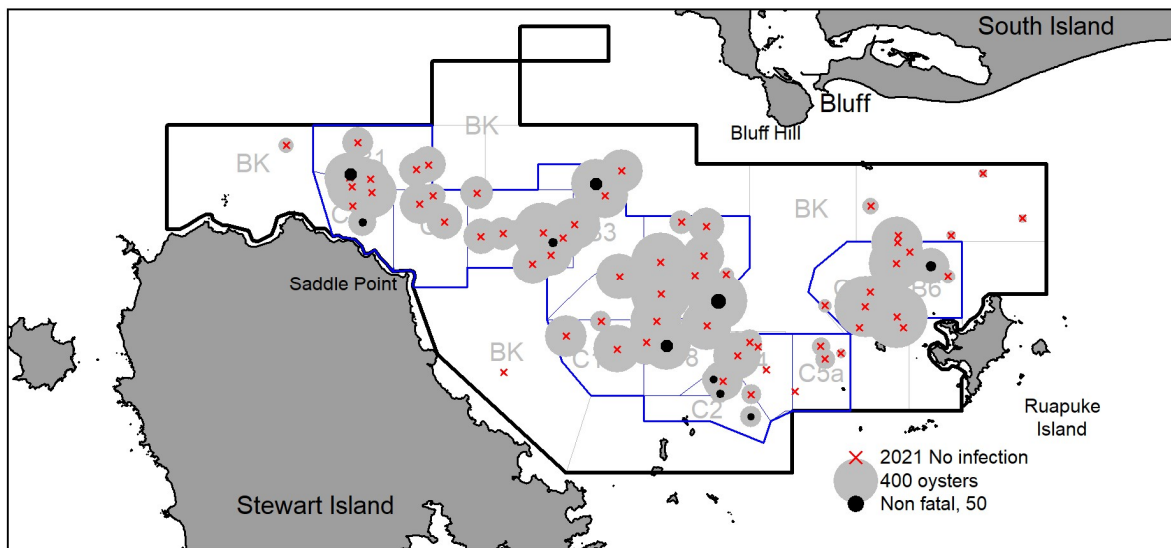 South Island
Bluff
Bluff Hill
BK
BK
BK
B6
Saddle Point
BK
C5a
C2
Ruapuke
Island
2021 No infection
400 oysters
Non fatal, 50
Stewart Island